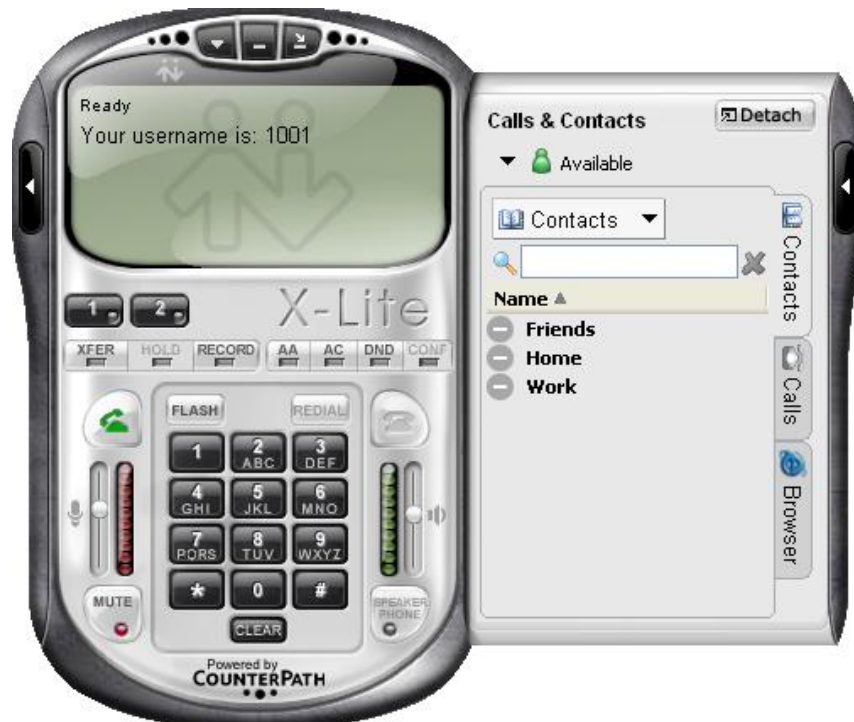 Ready
Your username is: 1001
1 2
X-Lite
XFER HOLD RECORD AA AC DND CONF
FLASH REDIAL
1 2 ABC 3 DEF
4 GHI 5 JKL 6 MNO
7 PQRS 8 TUV 9 WXYZ
* 0 #
MUTE
SPEAKER PHONE
CLEAR
Powered by
COUNTERPATH
Calls & Contacts
Detach
Available
Contacts
Name
Friends
Home
Work
Contacts
Calls
Browser